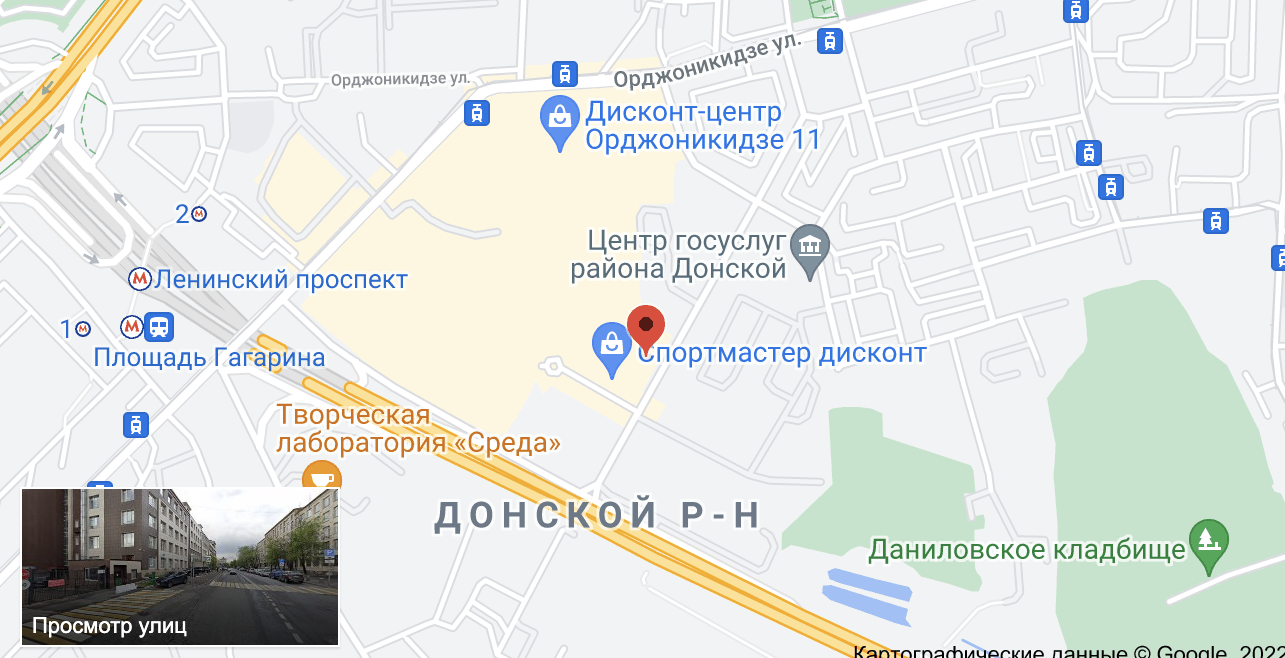 Орджоникидзе ул.
Орджоникидзе ул.
Дисконт-центр
Орджоникидзе 11
2
Центр госуслуг
района Донской
Ленинский проспект
1
Площадь Гагарина
Спортмастер дисконт
Творческая
лаборатория «Среда»
ДОНСКОЙ Р-Н
Даниловское кладбище
Просмотр улиц
Картографические данные © Google, 2022